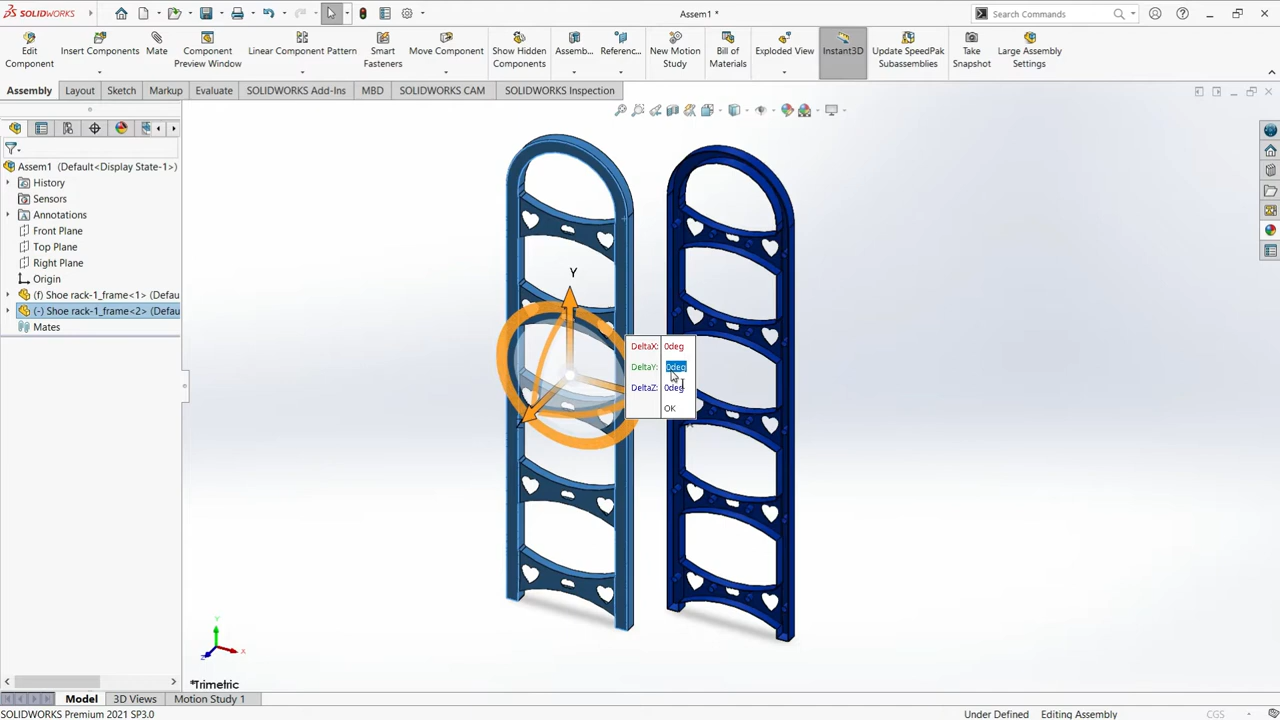 SOLIDWORKS
Assem1 *
Search Commands
Edit Component
Insert Components
Mate
Component Preview Window
Linear Component Pattern
Smart Fasteners
Move Component
Show Hidden Components
Assemb...
Referenc...
New Motion Study
Bill of Materials
Exploded View
Instant3D
Update SpeedPak Subassemblies
Take Snapshot
Large Assembly Settings
Assembly
Layout
Sketch
Markup
Evaluate
SOLIDWORKS Add-Ins
MBD
SOLIDWORKS CAM
SOLIDWORKS Inspection
Assem1 (Default<Display State-1>)
History
Sensors
Annotations
Front Plane
Top Plane
Right Plane
Origin
(f) Shoe rack-1_frame<1> (Defau
(-) Shoe rack-1_frame<2> (Defau
Mates
Y
DeltaX: 0deg
DeltaY: 0deg
DeltaZ: 0deg
OK
Y
X
Z
*Trimetric
Model
3D Views
Motion Study 1
SOLIDWORKS Premium 2021 SP3.0
Under Defined
Editing Assembly
CGS